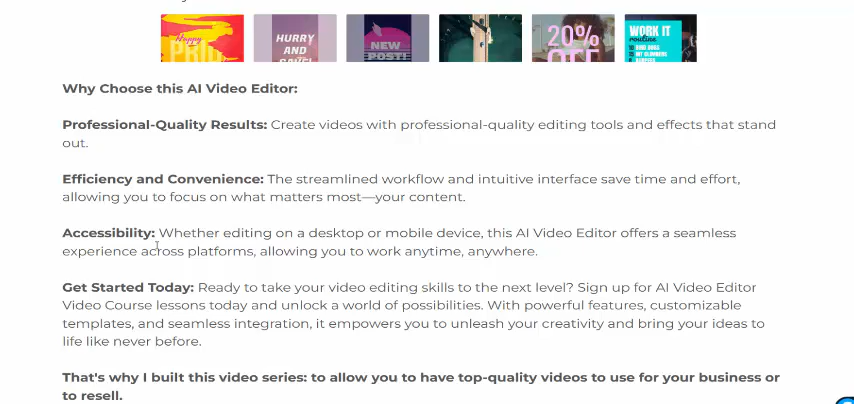 Happy
PRIDE
HURRY
AND
SAVE!
NEW
POST!
20%
OFF
WORK IT
routine
Why Choose this AI Video Editor:
Professional-Quality Results: Create videos with professional-quality editing tools and effects that stand
out.
Efficiency and Convenience: The streamlined workflow and intuitive interface save time and effort,
allowing you to focus on what matters most—your content.
Accessibility: Whether editing on a desktop or mobile device, this AI Video Editor offers a seamless
experience across platforms, allowing you to work anytime, anywhere.
Get Started Today: Ready to take your video editing skills to the next level? Sign up for AI Video Editor
Video Course lessons today and unlock a world of possibilities. With powerful features, customizable
templates, and seamless integration, it empowers you to unleash your creativity and bring your ideas to
life like never before.
That's why I built this video series: to allow you to have top-quality videos to use for your business or
to resell.